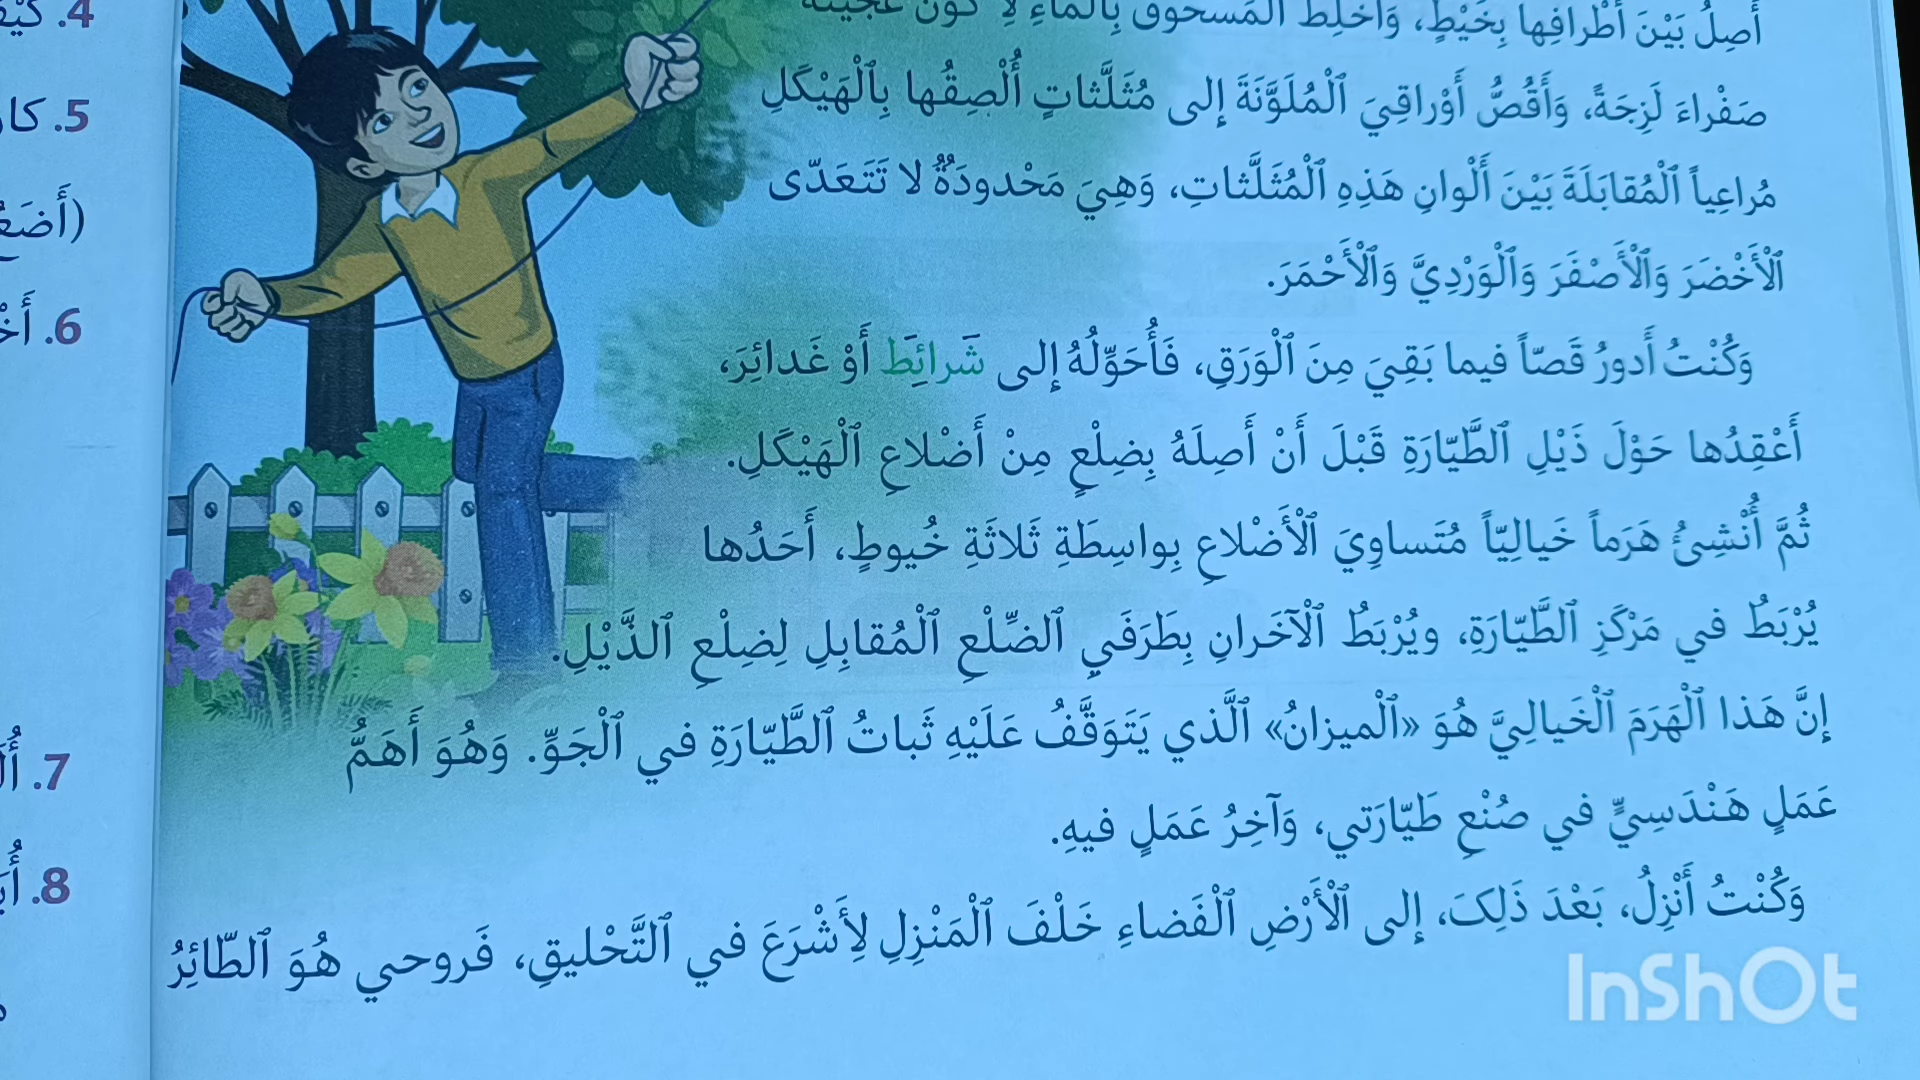 أَصِلُ بَيْنَ أَطْرافِها بِخَيْطٍ، وَأَخْلِطُ ٱلْمَسْحوقَ بِٱلْماءِ عَجينَةً
صَفْراءَ لَزِجَةً، وَأَقُصُّ أَوْراقِيَ ٱلْمُلَوَّنَةَ إِلى مُثَلَّثاتٍ أُلْصِقُها بِٱلْهَيْكَلِ
مُراعِياً ٱلْمُقابَلَةَ بَيْنَ أَلْوانِ هَذِهِ ٱلْمُثَلَّثاتِ، وَهِيَ مَحْدودَةٌ لا تَتَعَدّى
ٱلْأَخْضَرَ وَٱلْأَصْفَرَ وَٱلْوَرْدِيَّ وَٱلْأَحْمَرَ.
وَكُنْتُ أَدورُ قَصّاً فيما بَقِيَ مِنَ ٱلْوَرَقِ، فَأُحَوِّلُهُ إِلى شَرائِطَ أَوْ غَدائِرَ،
أَعْقِدُها حَوْلَ ذَيْلِ ٱلطَّيّارَةِ قَبْلَ أَنْ أَصِلَهُ بِضِلْعٍ مِنْ أَضْلاعِ ٱلْهَيْكَلِ.
ثُمَّ أُنْشِئُ هَرَماً خَيالِيّاً مُتَساوِيَ ٱلْأَضْلاعِ بِواسِطَةِ ثَلاثَةِ خُيوطٍ، أَحَدُها
يُرْبَطُ في مَرْكَزِ ٱلطَّيّارَةِ، ويُرْبَطُ ٱلْآخَرانِ بِطَرَفَيِ ٱلضِّلْعِ ٱلْمُقابِلِ لِضِلْعِ ٱلذَّيْلِ.
إِنَّ هَذا ٱلْهَرَمَ ٱلْخَيالِيَّ هُوَ «ٱلْميزانُ» ٱلَّذي يَتَوَقَّفُ عَلَيْهِ ثَباتُ ٱلطَّيّارَةِ في ٱلْجَوِّ. وَهُوَ أَهَمُّ
عَمَلٍ هَنْدَسِيٍّ في صُنْعِ طَيّارَتي، وَآخِرُ عَمَلٍ فيهِ.
وَكُنْتُ أَنْزِلُ، بَعْدَ ذَلِكَ، إِلى ٱلْأَرْضِ ٱلْفَضاءِ خَلْفَ ٱلْمَنْزِلِ لِأَشْرَعَ في ٱلتَّحْليقِ، فَروحي هُوَ ٱلطّائِرُ
4.
5.
6.
7.
8.
InShOt